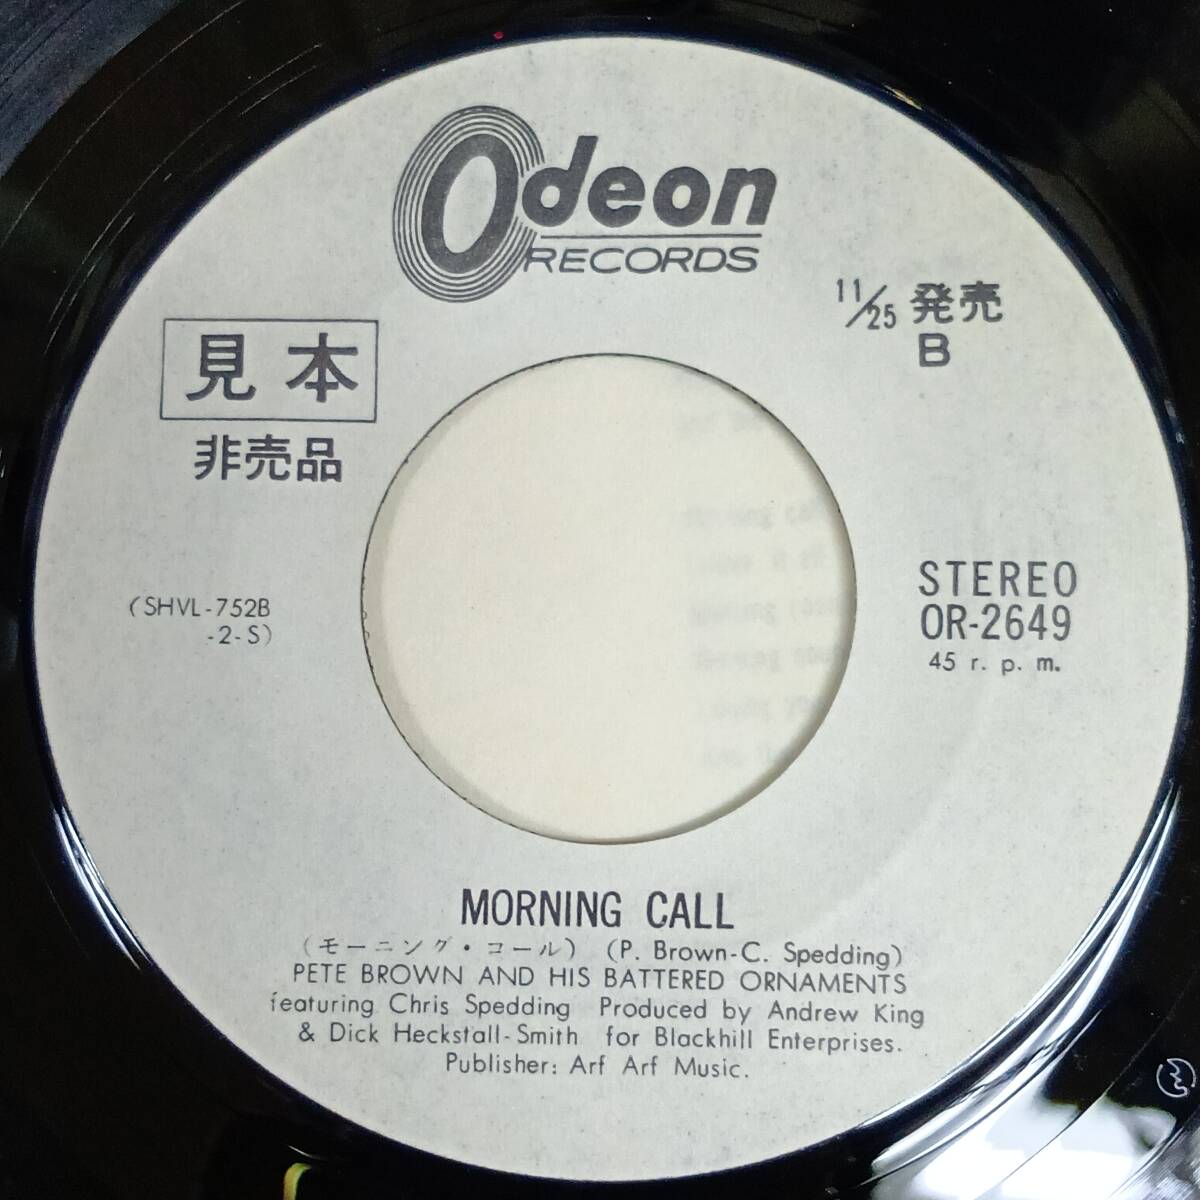 Odeon
RECORDS
11/25 発売
B
見本
非売品
(SHVL-752B
-2-S)
STEREO
OR-2649
45 r. p. m.
MORNING CALL
(モーニング・コール) (P. Brown-C. Spedding)
PETE BROWN AND HIS BATTERED ORNAMENTS
featuring Chris Spedding Produced by Andrew King
& Dick Heckstall-Smith for Blackhill Enterprises.
Publisher: Arf Arf Music.